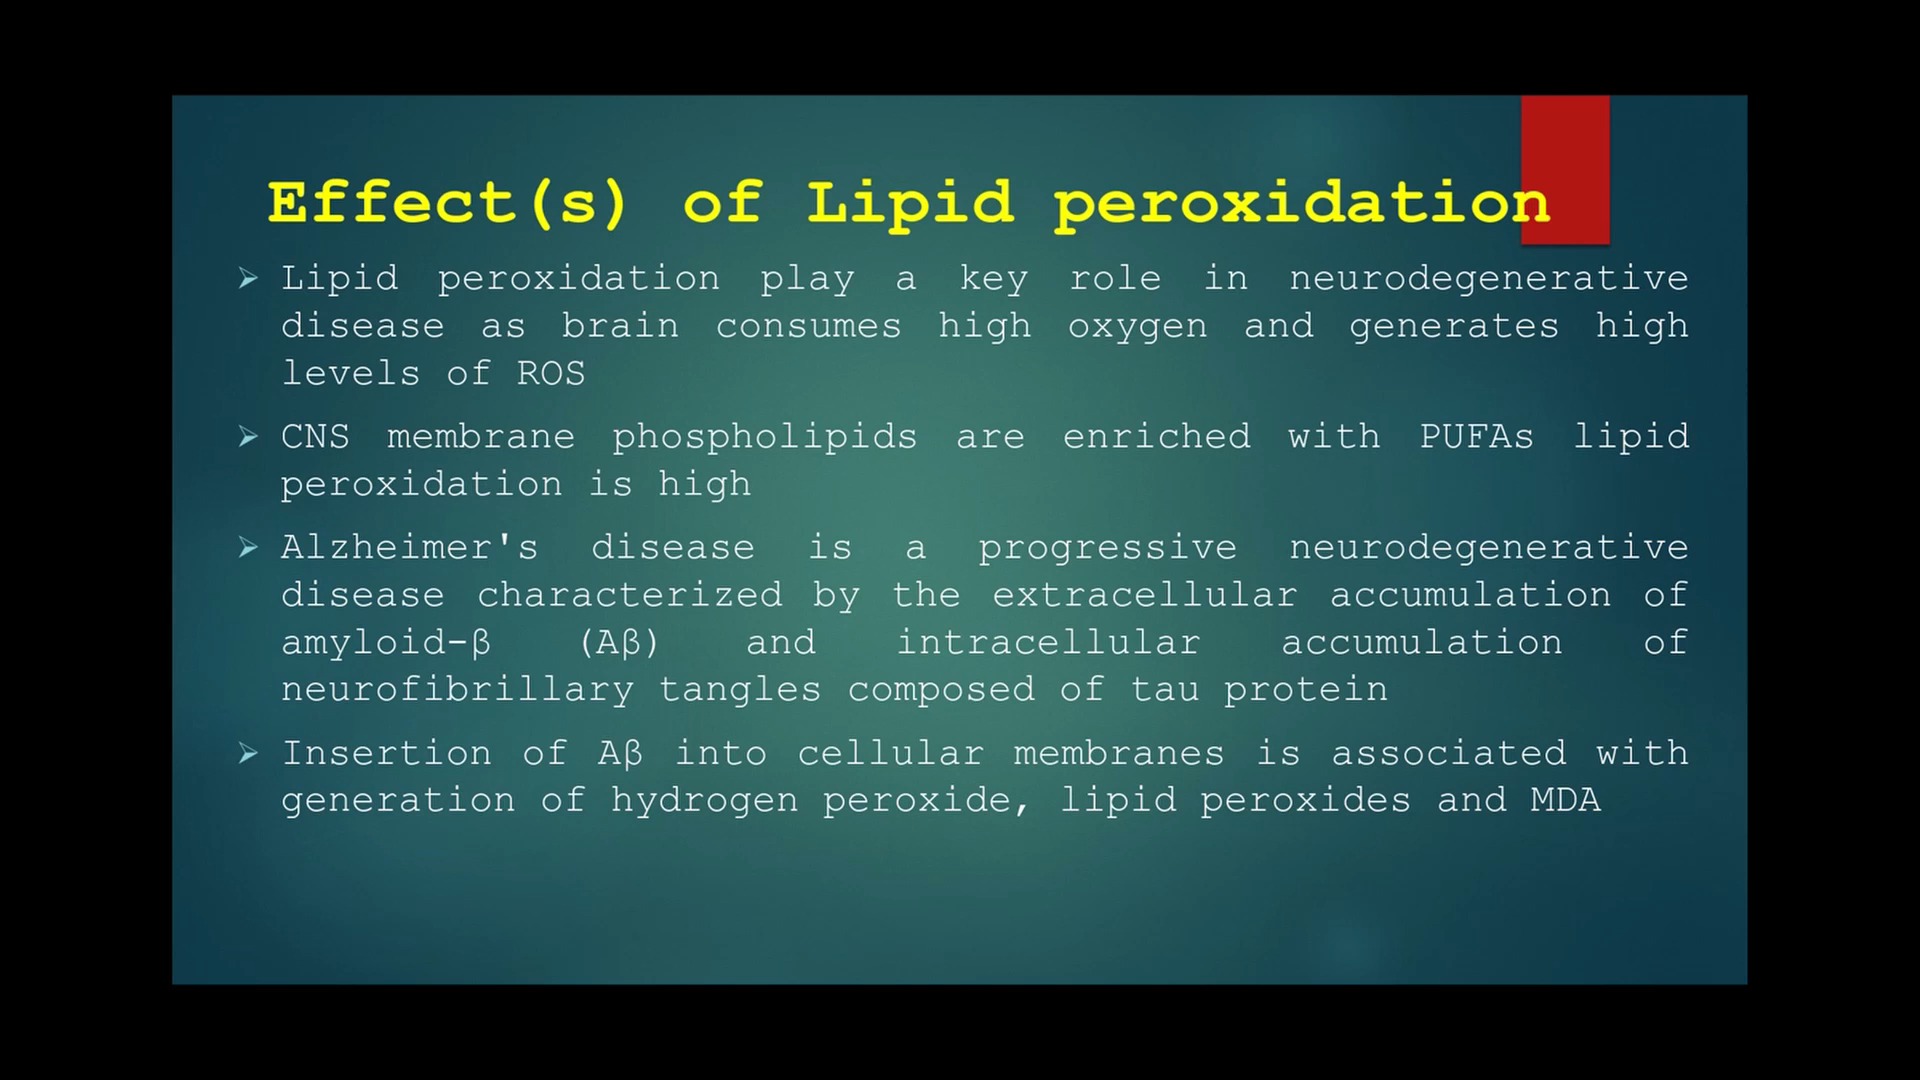 Effect(s) of Lipid peroxidation
➢ Lipid peroxidation play a key role in neurodegenerative
disease as brain consumes high oxygen and generates high
levels of ROS
➢ CNS membrane phospholipids are enriched with PUFAs lipid
peroxidation is high
➢ Alzheimer's disease is a progressive neurodegenerative
disease characterized by the extracellular accumulation of
amyloid-β (Aβ) and intracellular accumulation of
neurofibrillary tangles composed of tau protein
➢ Insertion of Aβ into cellular membranes is associated with
generation of hydrogen peroxide, lipid peroxides and MDA